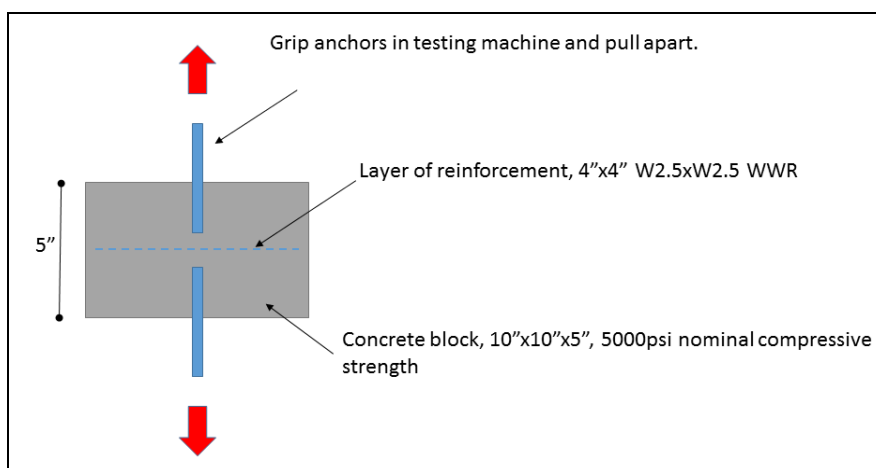 Grip anchors in testing machine and pull apart.
Layer of reinforcement, 4”x4” W2.5xW2.5 WWR
5”
Concrete block, 10”x10”x5”, 5000psi nominal compressive
strength